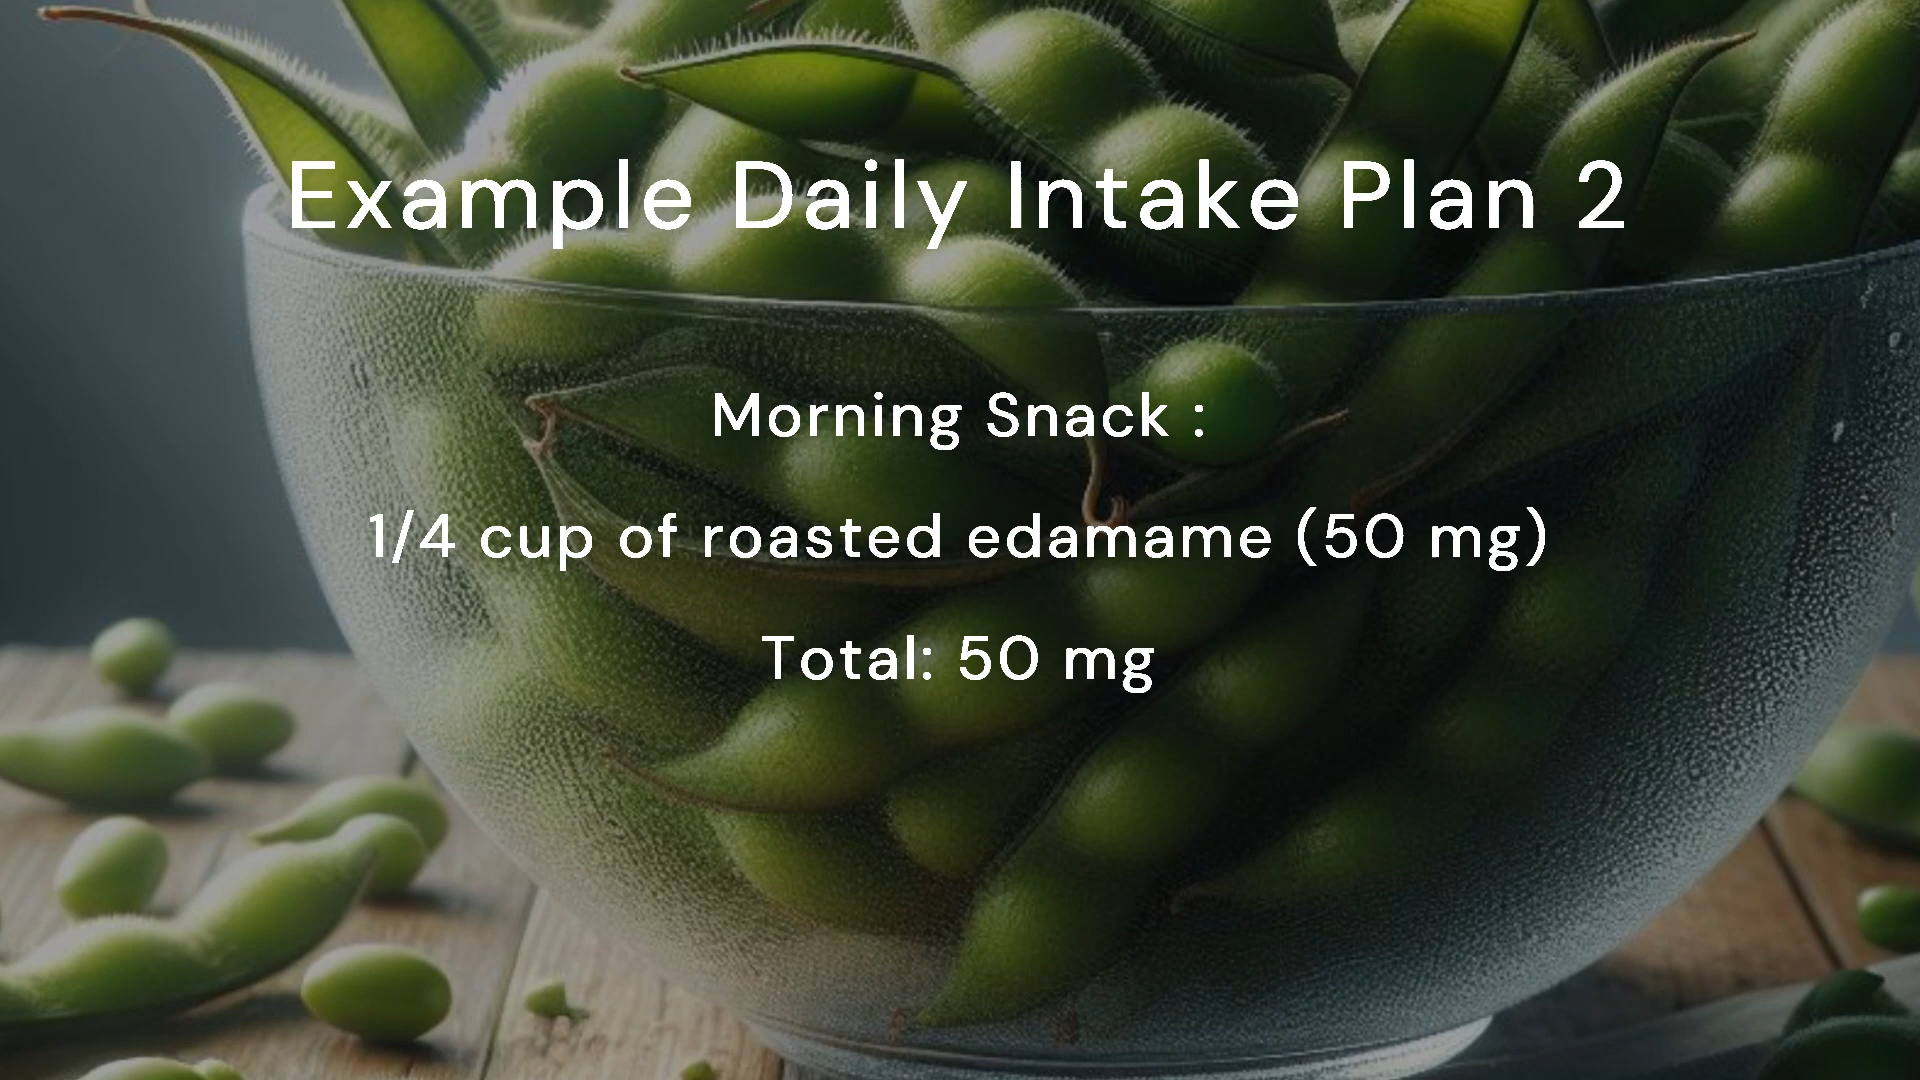 Example Daily Intake Plan 2
Morning Snack :
1/4 cup of roasted edamame (50 mg)
Total: 50 mg